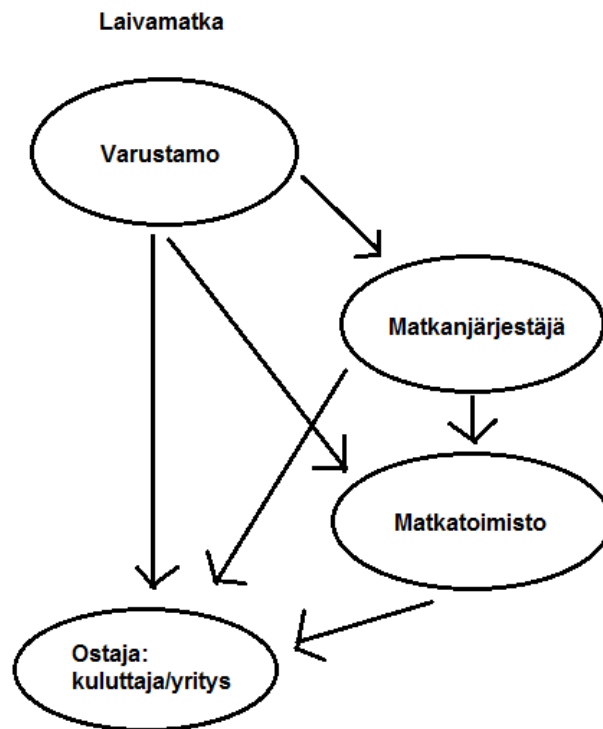 Laivamatka
Varustamo
Matkanjärjestäjä
Matkatoimisto
Ostaja:
kuluttaja/yritys